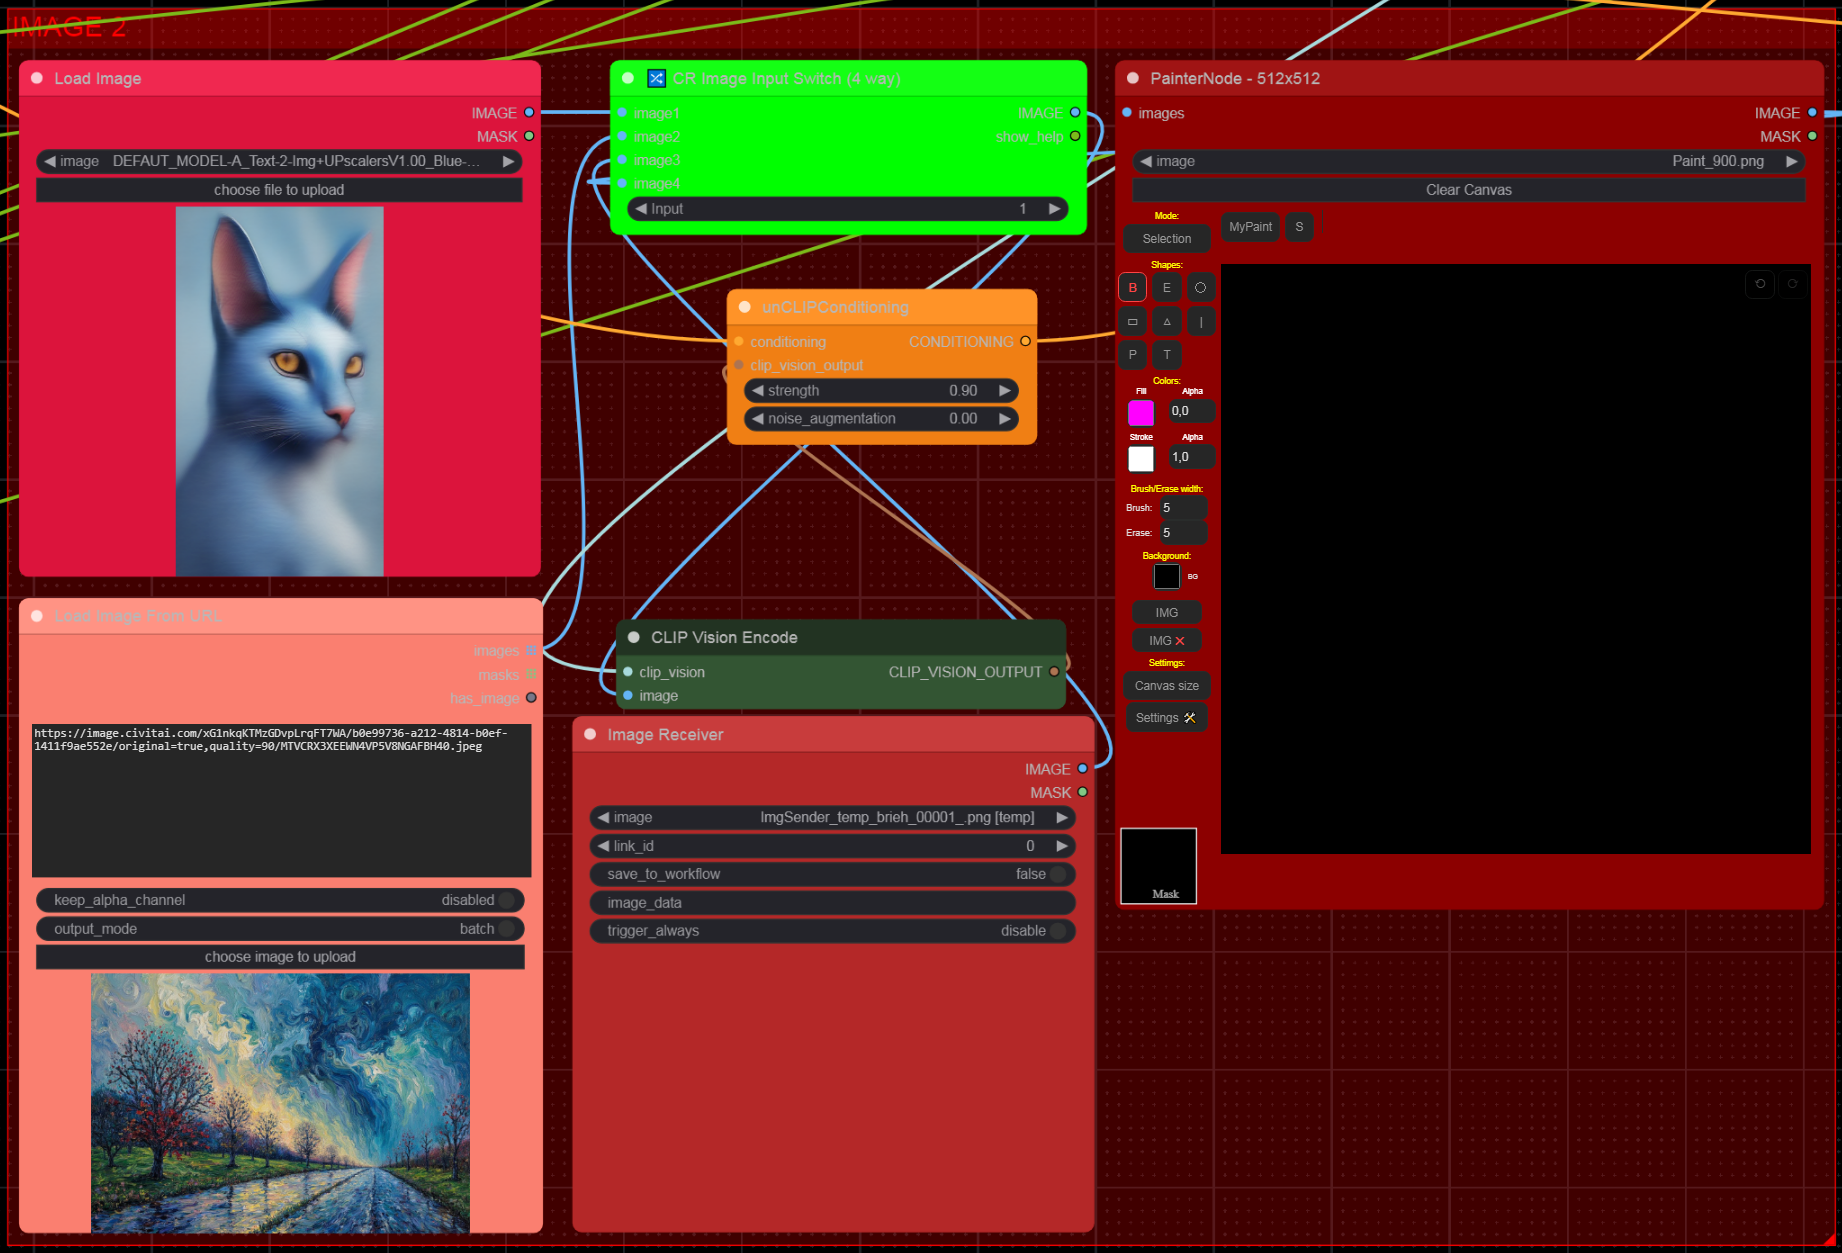 IMAGE 2
Load Image
IMAGE
MASK
image DEFAUT_MODEL-A_Text-2-Img+UPscalersV1.00_Blue-...
choose file to upload
Load Image From URL
images
masks
has_image
https://image.civitai.com/xG1nkqKTMzGDvpLrqFT7WA/b0e99736-a212-4814-b0ef-
1411f9ae552e/original=true,quality=90/MTVCRX3XEEWN4VP5V8NGAFBH40.jpeg
keep_alpha_channel disabled
output_mode batch
choose image to upload
CR Image Input Switch (4 way)
image1 IMAGE
image2 show_help
image3
image4
Input 1
unCLIPConditioning
conditioning CONDITIONING
clip_vision_output
strength 0.90
noise_augmentation 0.00
CLIP Vision Encode
clip_vision CLIP_VISION_OUTPUT
image
Image Receiver
IMAGE
MASK
image ImgSender_temp_brieh_00001_.png [temp]
link_id 0
save_to_workflow false
image_data
trigger_always disable
PainterNode - 512x512
images IMAGE
MASK
image Paint_900.png
Clear Canvas
Mode:
Selection MyPaint S
Shapes:
B E
|
P T
Colors:
Fill Alpha
0,0
Stroke Alpha
1,0
Brush/Erase width:
Brush: 5
Erase: 5
Background:
BG
IMG
IMG
Settings:
Canvas size
Settings
Mask